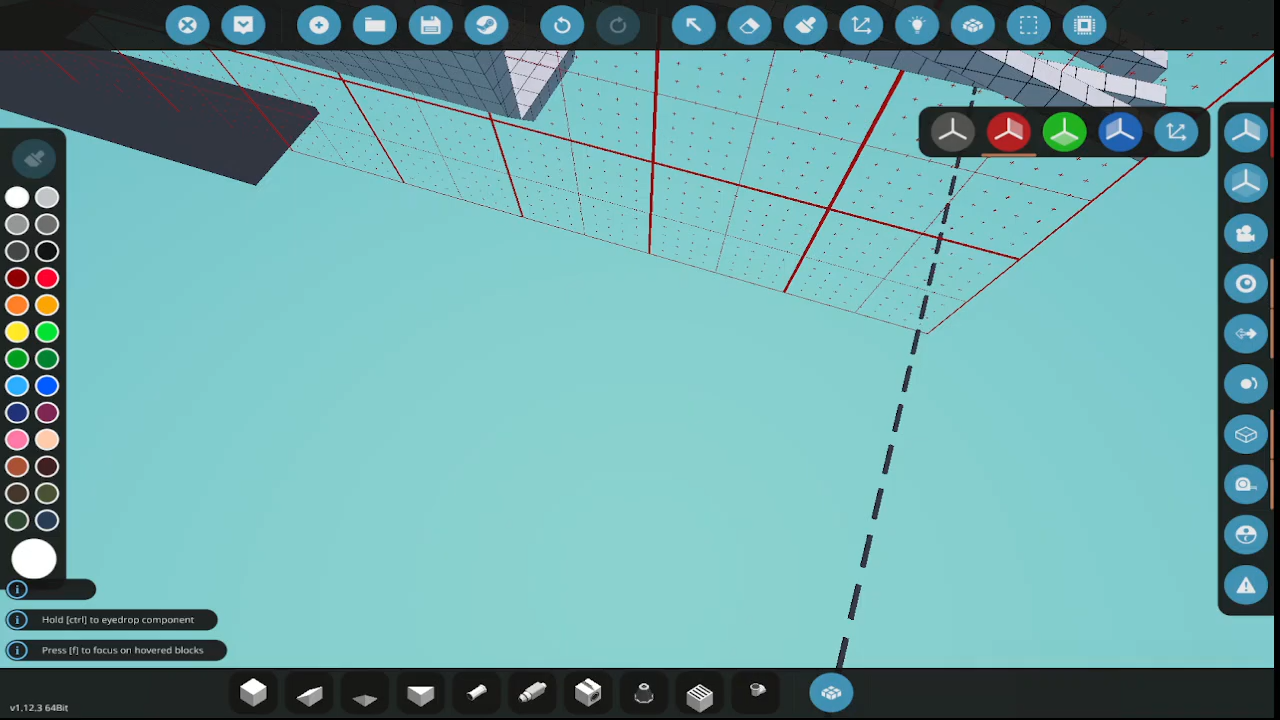 Hold [ctrl] to eyedrop component
Press [f] to focus on hovered blocks
v1.12.3 64Bit